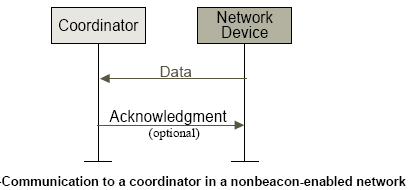 Coordinator
Network
Device
Data
Acknowledgment
(optional)
-Communication to a coordinator in a nonbeacon-enabled network